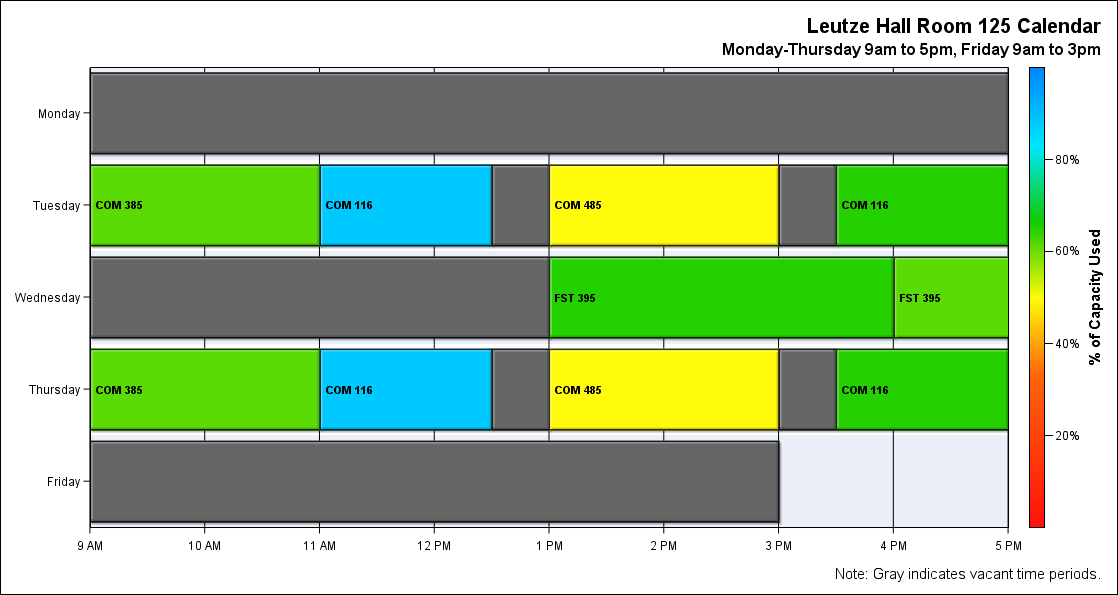 Leutze Hall Room 125 Calendar
Monday-Thursday 9am to 5pm, Friday 9am to 3pm
Monday
Tuesday
COM 385
COM 116
COM 485
COM 116
Wednesday
FST 395
FST 395
Thursday
COM 385
COM 116
COM 485
COM 116
Friday
9 AM
10 AM
11 AM
12 PM
1 PM
2 PM
3 PM
4 PM
5 PM
80%
60%
40%
20%
% of Capacity Used
Note: Gray indicates vacant time periods.